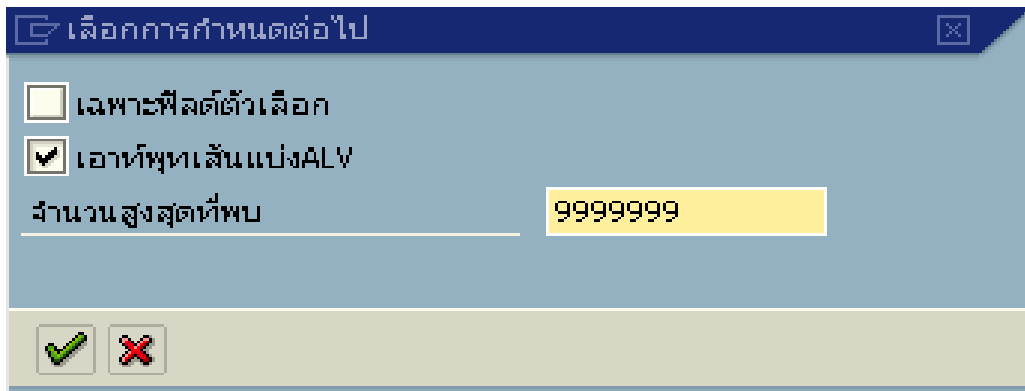 เลือกการกำหนดต่อไป
เฉพาะฟิลด์ตัวเลือก
เอาท์พุทเส้นแบ่งALV
จำนวนสูงสุดที่พบ 9999999